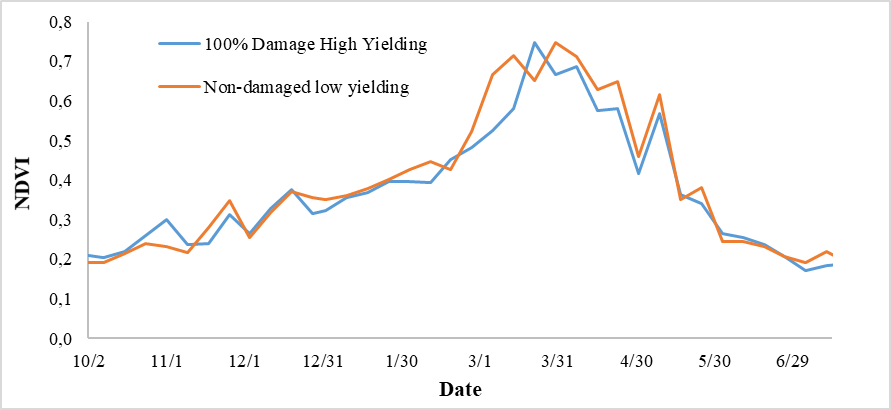 0,8
0,7
0,6
0,5
0,4
0,3
0,2
0,1
0,0
NDVI
100% Damage High Yielding
Non-damaged low yielding
10/2 11/1 12/1 12/31 1/30 3/1 3/31 4/30 5/30 6/29
Date